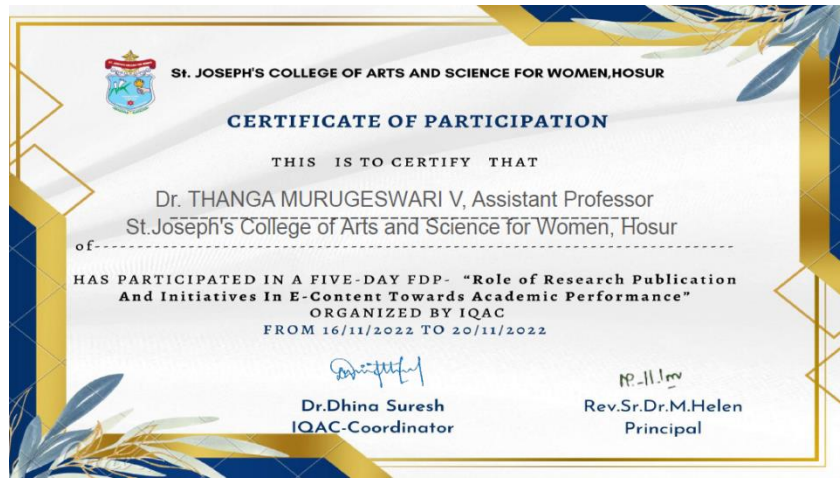 St. JOSEPH'S COLLEGE OF ARTS AND SCIENCE FOR WOMEN,HOSUR
CERTIFICATE OF PARTICIPATION
THIS IS TO CERTIFY THAT
Dr. THANGA MURUGESWARI V, Assistant Professor
St.Joseph's College of Arts and Science for Women, Hosur
of
HAS PARTICIPATED IN A FIVE-DAY FDP- "Role of Research Publication
And Initiatives In E-Content Towards Academic Performance"
ORGANIZED BY IQAC
FROM 16/11/2022 TO 20/11/2022
Dr.Dhina Suresh
IQAC-Coordinator
Rev.Sr.Dr.M.Helen
Principal